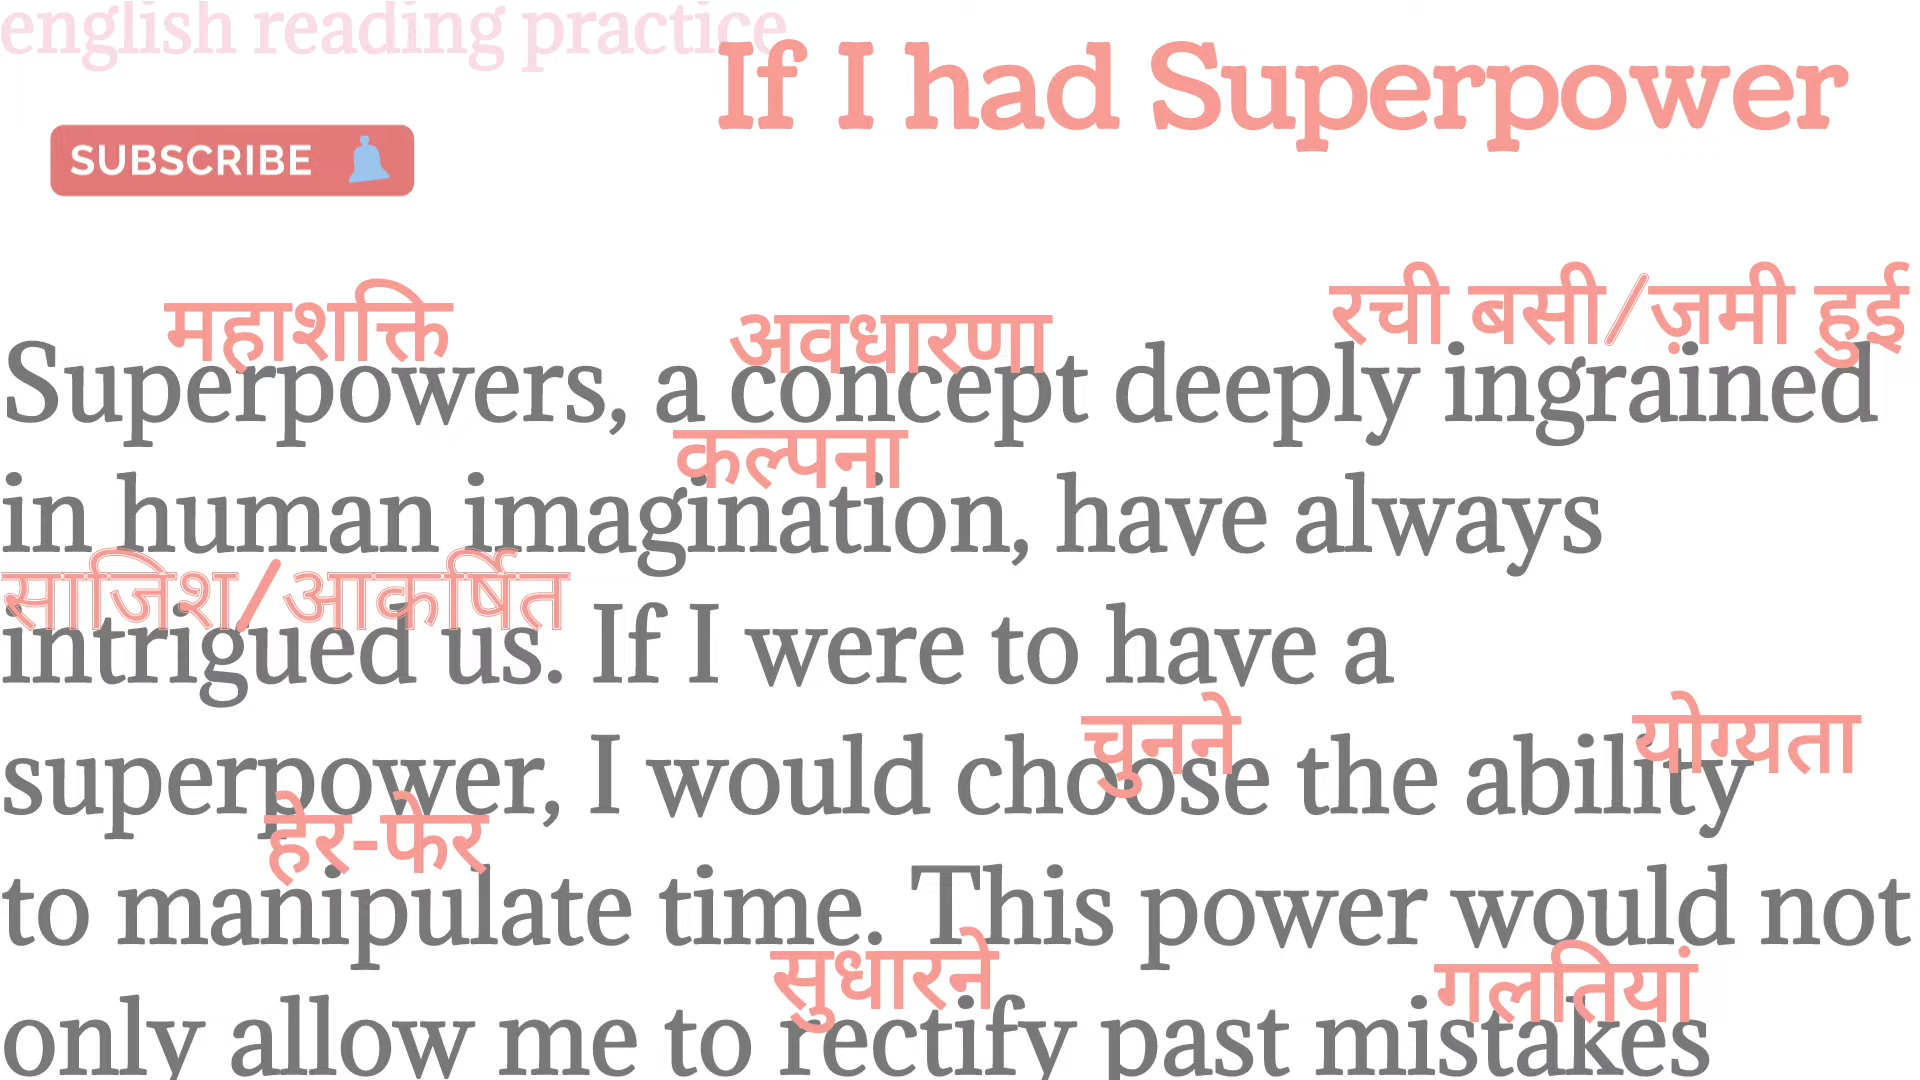 english reading practice
If I had Superpower
SUBSCRIBE
महाशक्ति अवधारणा रची बसी/ज़मी हुई
Superpowers, a concept deeply ingrained
कल्पना
in human imagination, have always
साजिश/आकर्षित
intrigued us. If I were to have a
चुनने योग्यता
superpower, I would choose the ability
हेर-फेर
to manipulate time. This power would not
सुधारने गलतियां
only allow me to rectify past mistakes